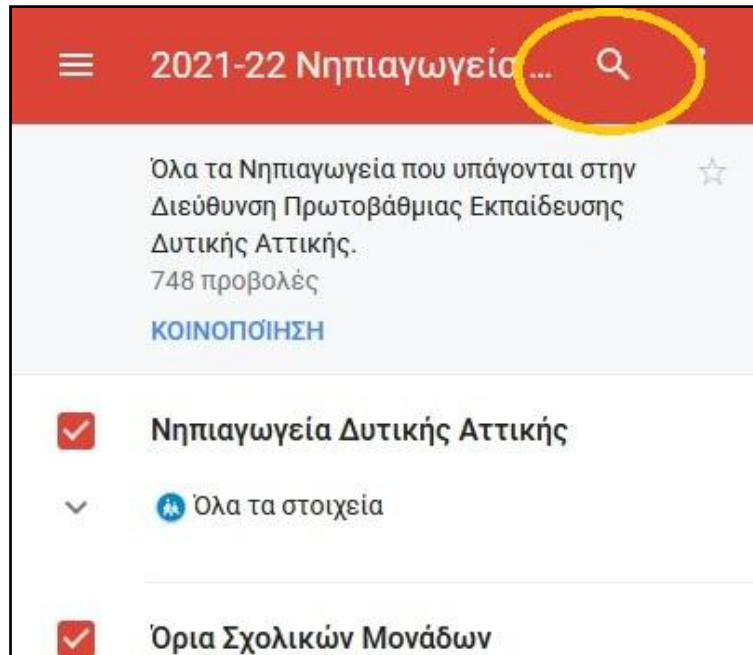 2021-22 Νηπιαγωγεία ...
Όλα τα Νηπιαγωγεία που υπάγονται στην
Διεύθυνση Πρωτοβάθμιας Εκπαίδευσης
Δυτικής Αττικής.
748 προβολές
ΚΟΙΝΟΠΟΊΗΣΗ
Νηπιαγωγεία Δυτικής Αττικής
Όλα τα στοιχεία
Όρια Σχολικών Μονάδων